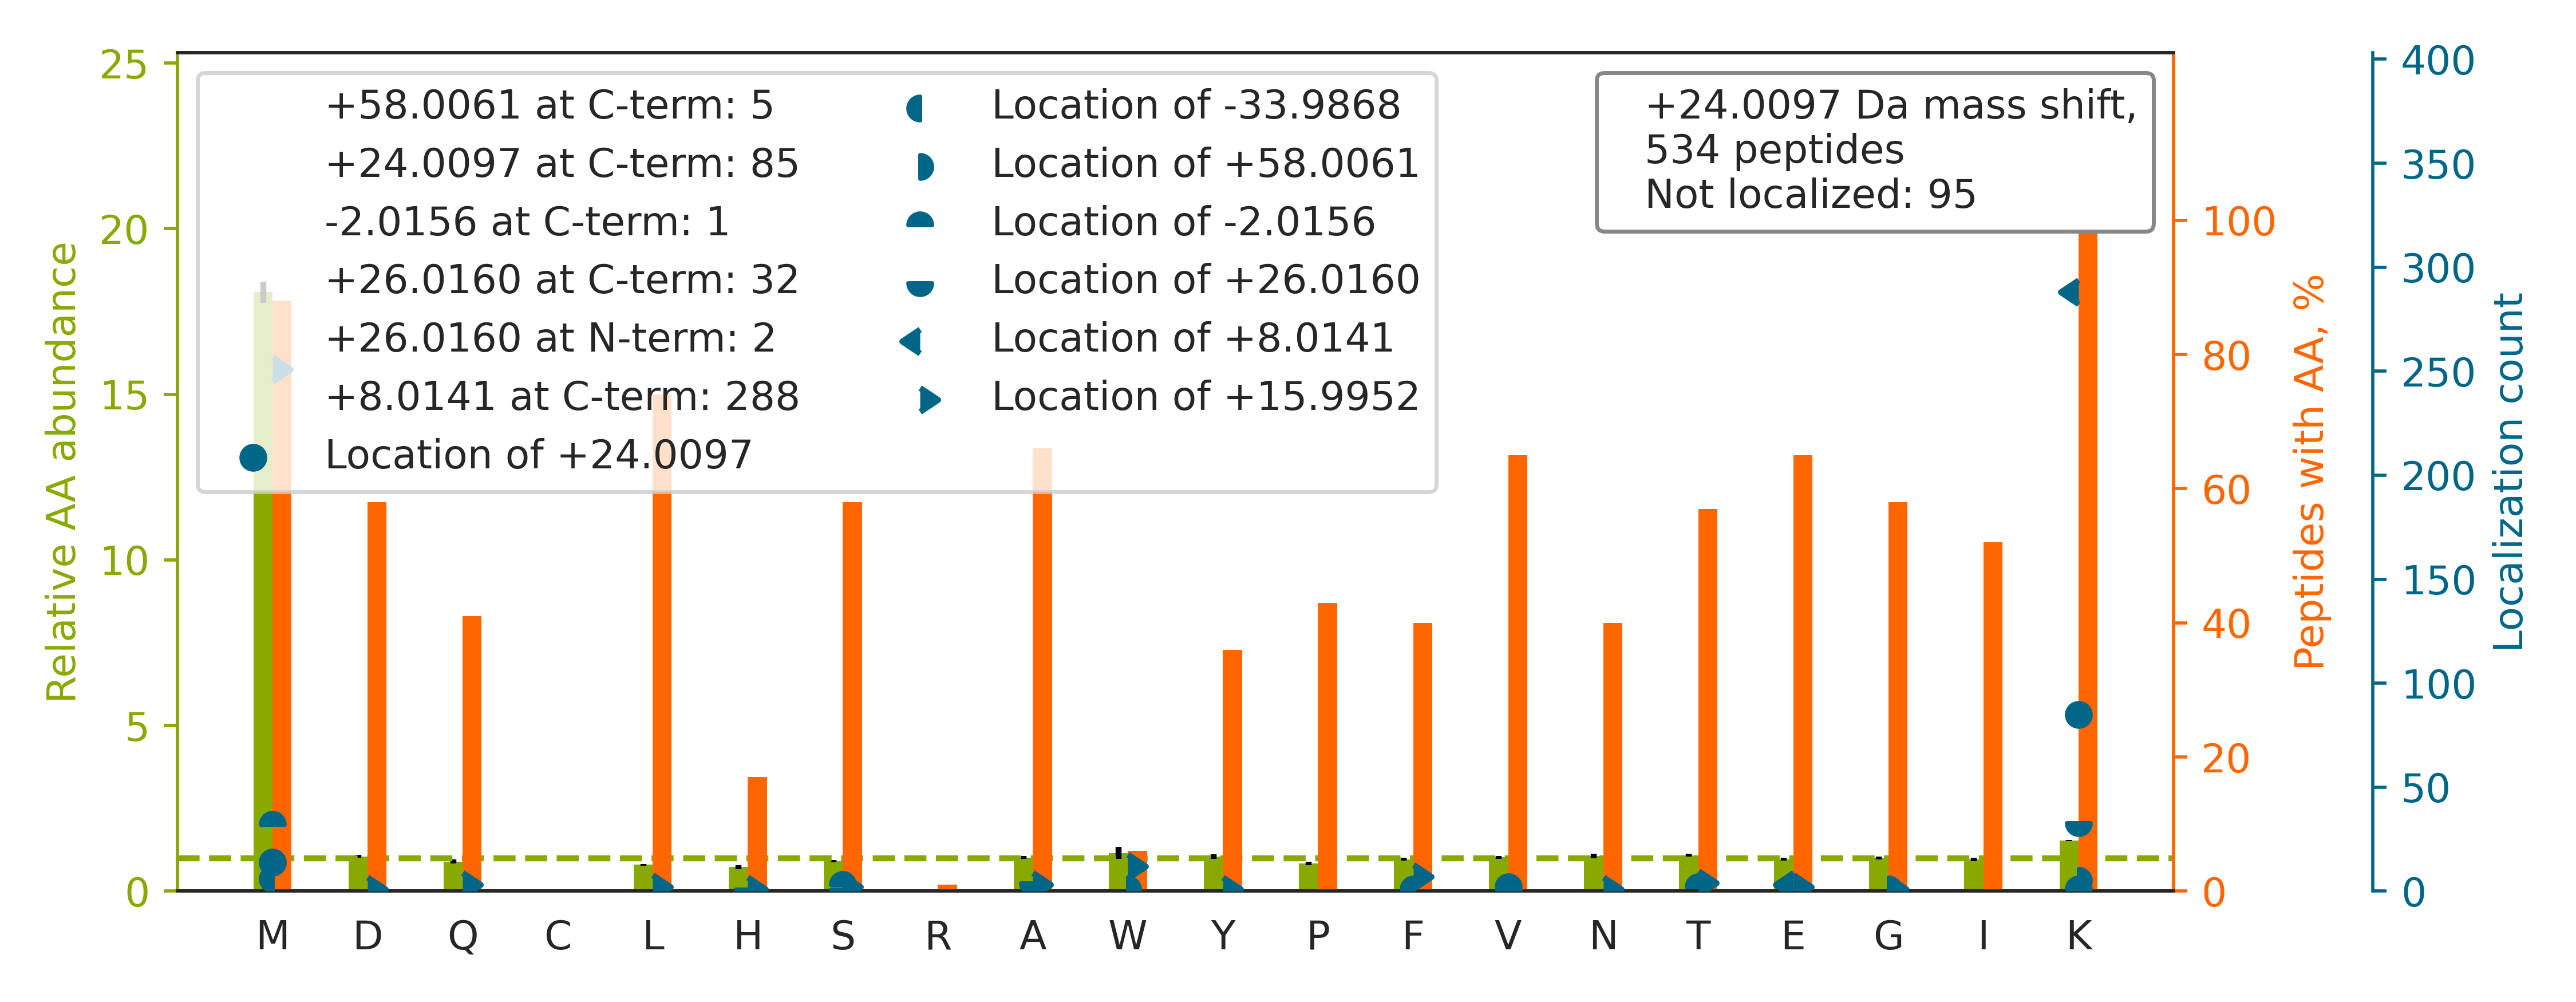 +58.0061 at C-term: 5
+24.0097 at C-term: 85
-2.0156 at C-term: 1
+26.0160 at C-term: 32
+26.0160 at N-term: 2
+8.0141 at C-term: 288
Location of +24.0097
Location of -33.9868
Location of +58.0061
Location of -2.0156
Location of +26.0160
Location of +8.0141
Location of +15.9952
+24.0097 Da mass shift,
534 peptides
Not localized: 95
Relative AA abundance
25
20
15
10
5
0
M D Q C L H S R A W Y P F V N T E G I K
100
80
60
40
20
0
Peptides with AA, %
400
350
300
250
200
150
100
50
0
Localization count